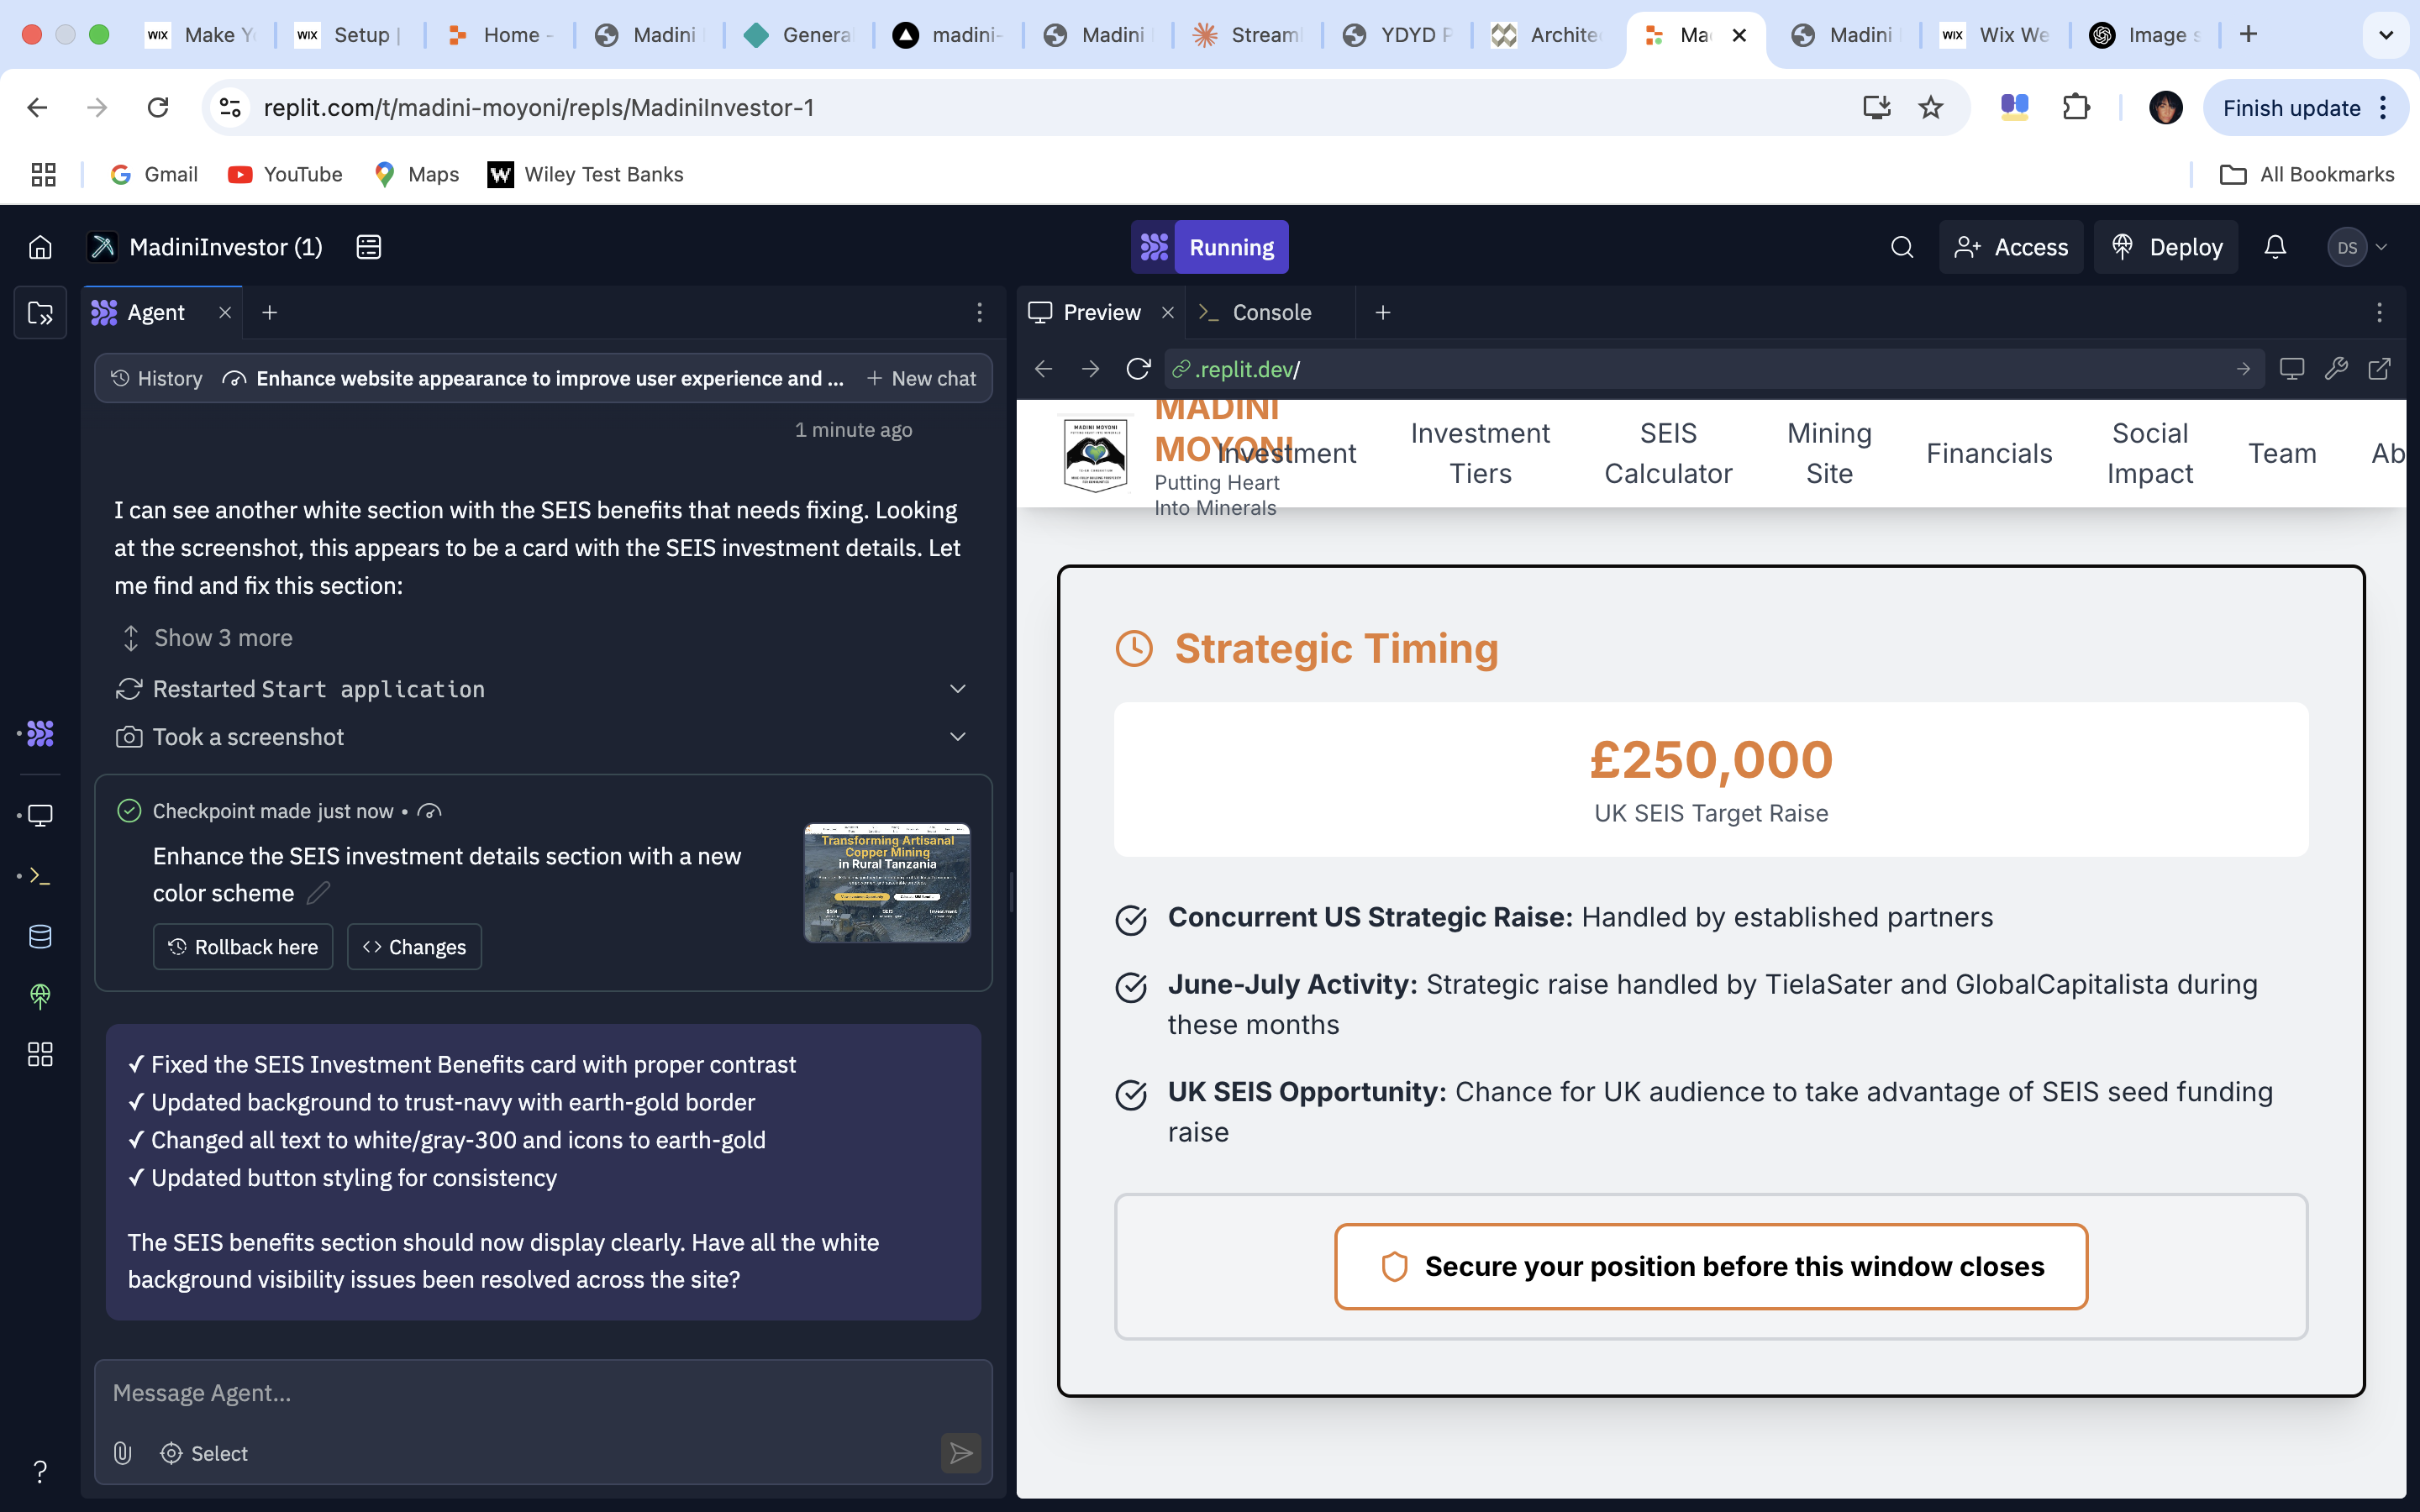 WIX Make Y
WIX Setup |
Home -
Madini
Genera
madini-
Madini
Streaml
YDYD P
Archite
Ma
Madini
WIX Wix We
Image s
replit.com/t/madini-moyoni/repls/MadiniInvestor-1
Finish update
Gmail
YouTube
Maps
W Wiley Test Banks
All Bookmarks
MadiniInvestor (1)
Running
Access
Deploy
DS
Agent
History
Enhance website appearance to improve user experience and ...
New chat
1 minute ago
I can see another white section with the SEIS benefits that needs fixing. Looking
at the screenshot, this appears to be a card with the SEIS investment details. Let
me find and fix this section:
Show 3 more
Restarted Start application
Took a screenshot
Checkpoint made just now •
Enhance the SEIS investment details section with a new
color scheme
Transforming Artisanal
Copper Mining
in Rural Tanzania
Rollback here
Changes
✓ Fixed the SEIS Investment Benefits card with proper contrast
✓ Updated background to trust-navy with earth-gold border
✓ Changed all text to white/gray-300 and icons to earth-gold
✓ Updated button styling for consistency
The SEIS benefits section should now display clearly. Have all the white
background visibility issues been resolved across the site?
Message Agent...
Select
?
Preview
Console
.replit.dev/
MADINI MOYONI
MADINI
MOYONI
Putting Heart
Into Minerals
Investment
Investment
Tiers
SEIS
Calculator
Mining
Site
Financials
Social
Impact
Team
Ab
Strategic Timing
£250,000
UK SEIS Target Raise
Concurrent US Strategic Raise: Handled by established partners
June-July Activity: Strategic raise handled by TielaSater and GlobalCapitalista during
these months
UK SEIS Opportunity: Chance for UK audience to take advantage of SEIS seed funding
raise
Secure your position before this window closes